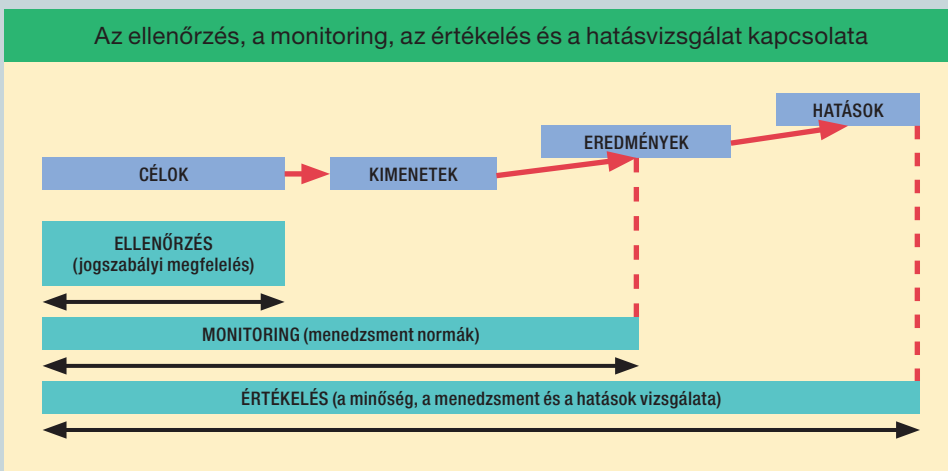 Az ellenőrzés, a monitoring, az értékelés és a hatásvizsgálat kapcsolata
HATÁSOK
EREDMÉNYEK
CÉLOK
KIMENETEK
ELLENŐRZÉS
(jogszabályi megfelelés)
MONITORING (menedzsment normák)
ÉRTÉKELÉS (a minőség, a menedzsment és a hatások vizsgálata)